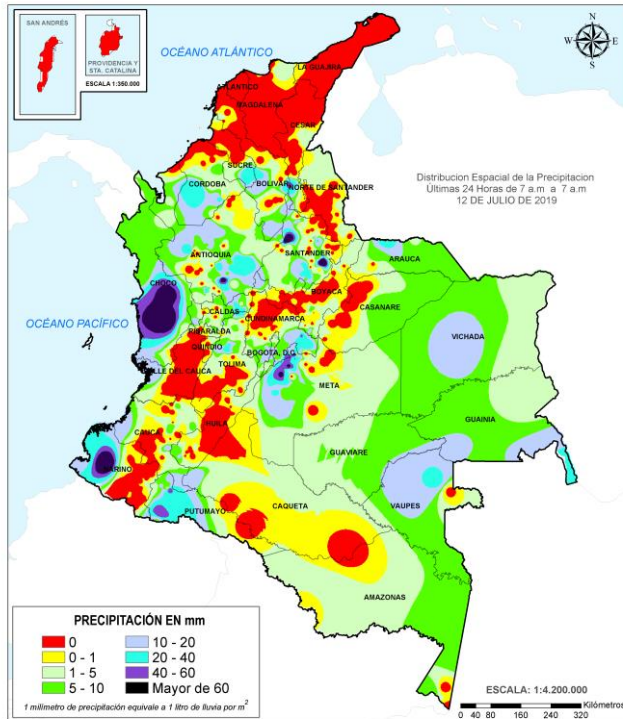 SAN ANDRÉS
PROVIDENCIA Y
STA. CATALINA
ESCALA 1:350.000
OCÉANO ATLÁNTICO
N
W
E
S
LA GUAJIRA
ATLANTICO
MAGDALENA
CESAR
SUCRE
CORDOBA
BOLIVAR
NORTE DE SANTANDER
Distribucion Espacial de la Precipitacion
Últimas 24 Horas de 7 a.m a 7 a.m
12 DE JULIO DE 2019
ANTIOQUIA
SANTANDER
ARAUCA
CHOCO
BOYACA
CASANARE
OCÉANO PACÍFICO
CALDAS
CUNDINAMARCA
RISARALDA
VICHADA
QUINDIO
BOGOTA, D.C.
VALLE DEL CAUCA
TOLIMA
META
GUAINIA
CAUCA
HUILA
GUAVIARE
NARIÑO
VAUPES
CAQUETA
PUTUMAYO
AMAZONAS
PRECIPITACIÓN EN mm
0
10 - 20
0 - 1
20 - 40
1 - 5
40 - 60
5 - 10
Mayor de 60
1 milimetro de precipitación equivale a 1 litro de lluvia por m2
ESCALA: 1:4.200.000
Kilómetros
0 40 80 160 240 320